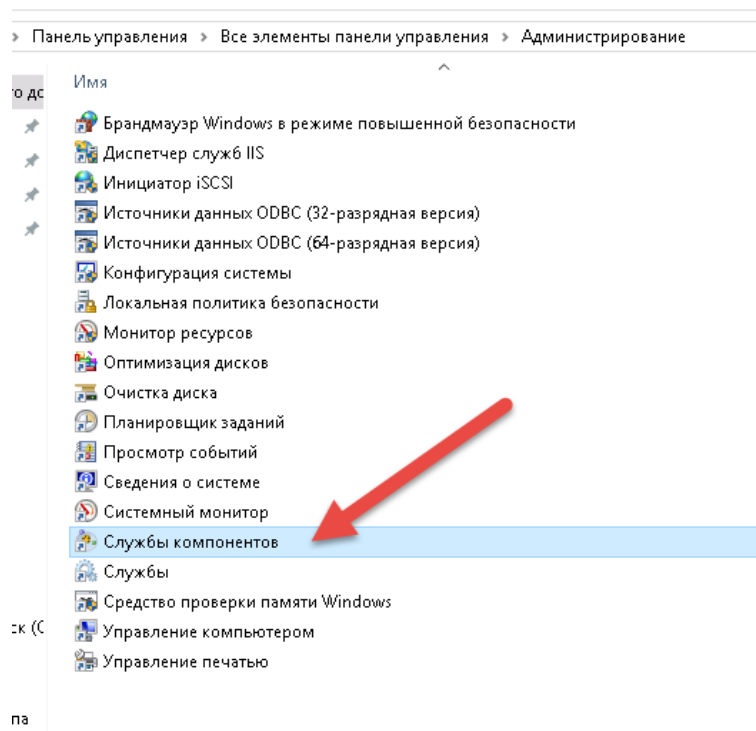 Панель управления > Все элементы панели управления > Администрирование
Имя
о дс
Брандмауэр Windows в режиме повышенной безопасности
Диспетчер служб IIS
Инициатор iSCSI
Источники данных ODBC (32-разрядная версия)
Источники данных ODBC (64-разрядная версия)
Конфигурация системы
Локальная политика безопасности
Монитор ресурсов
Оптимизация дисков
Очистка диска
Планировщик заданий
Просмотр событий
Сведения о системе
Системный монитор
Службы компонентов
Службы
Средство проверки памяти Windows
ск (C
Управление компьютером
Управление печатью
па